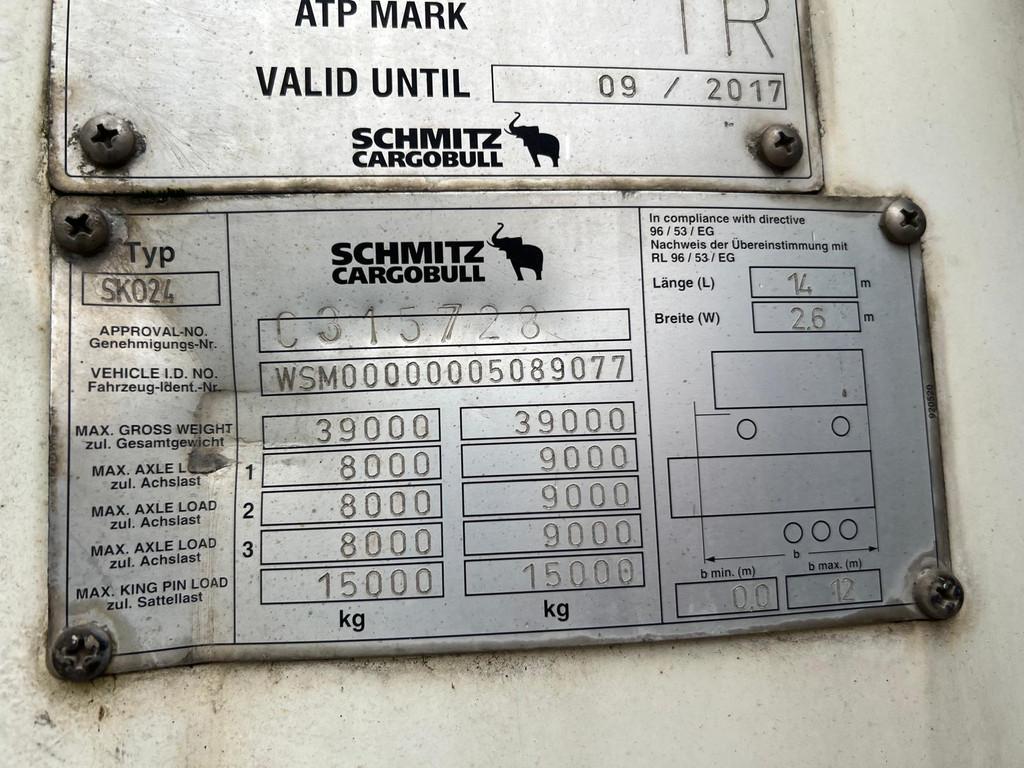 ATP MARK
VALID UNTIL 09 / 2017
SCHMITZ
CARGOBULL
Typ
SKO24
SCHMITZ
CARGOBULL
APPROVAL-NO.
Genehmigungs-Nr.
C315728
VEHICLE I.D. NO.
Fahrzeug-Ident.-Nr.
WSM00000005089077
MAX. GROSS WEIGHT
zul. Gesamtgewicht
39000 39000
MAX. AXLE LOAD 1
zul. Achslast
8000 9000
MAX. AXLE LOAD 2
zul. Achslast
8000 9000
MAX. AXLE LOAD 3
zul. Achslast
8000 9000
MAX. KING PIN LOAD
zul. Sattellast
15000 15000
kg kg
In compliance with directive
96 / 53 / EG
Nachweis der Übereinstimmung mit
RL 96 / 53 / EG
Länge (L) 14 m
Breite (W) 2.6 m
b
b min. (m) b max. (m)
0.0 12